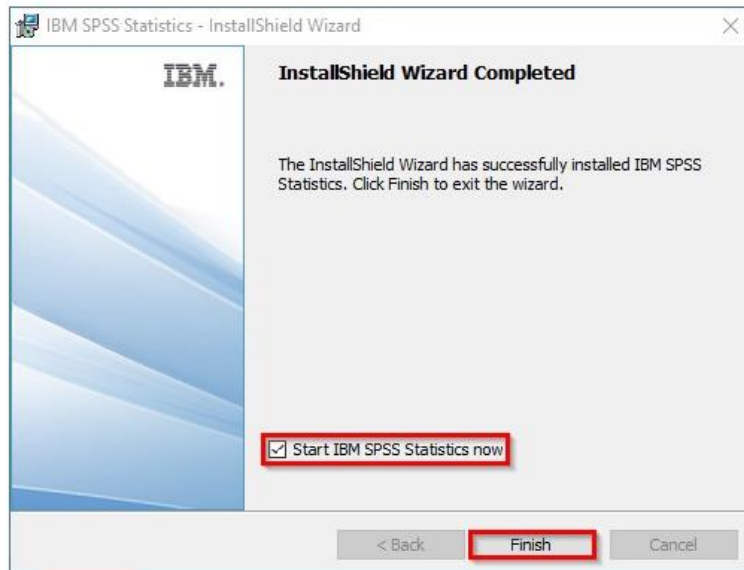 IBM SPSS Statistics - InstallShield Wizard
IBM.
InstallShield Wizard Completed
The InstallShield Wizard has successfully installed IBM SPSS
Statistics. Click Finish to exit the wizard.
Start IBM SPSS Statistics now
< Back
Finish
Cancel